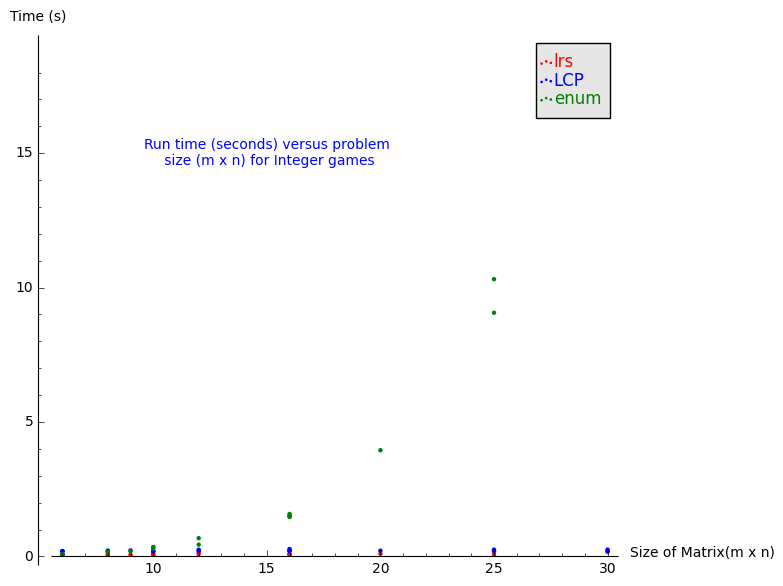 Time (s)
lrs
LCP
enum
Run time (seconds) versus problem
size (m x n) for Integer games
15
10
5
0
10
15
20
25
30
Size of Matrix(m x n)